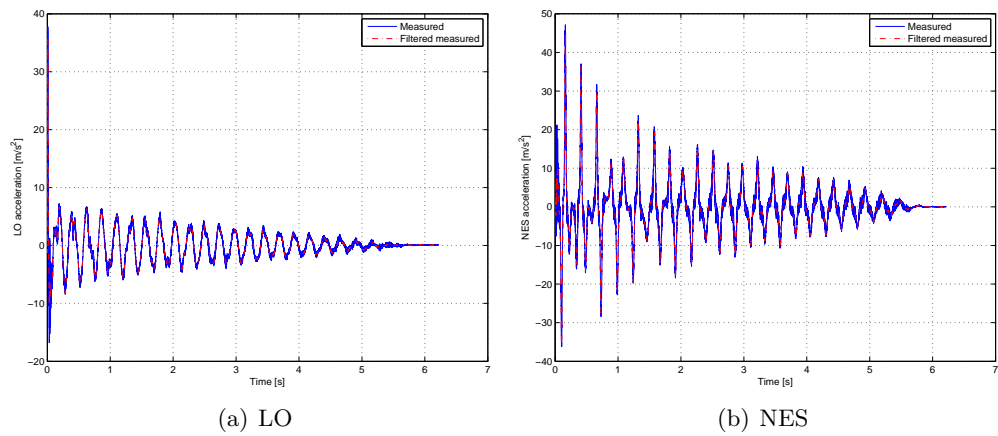 40
30
20
10
0
−10
−20
LO acceleration [m/s²]
0 1 2 3 4 5 6 7
Time [s]
Measured
Filtered measured
(a) LO
50
40
30
20
10
0
−10
−20
−30
−40
NES acceleration [m/s²]
0 1 2 3 4 5 6 7
Time [s]
Measured
Filtered measured
(b) NES